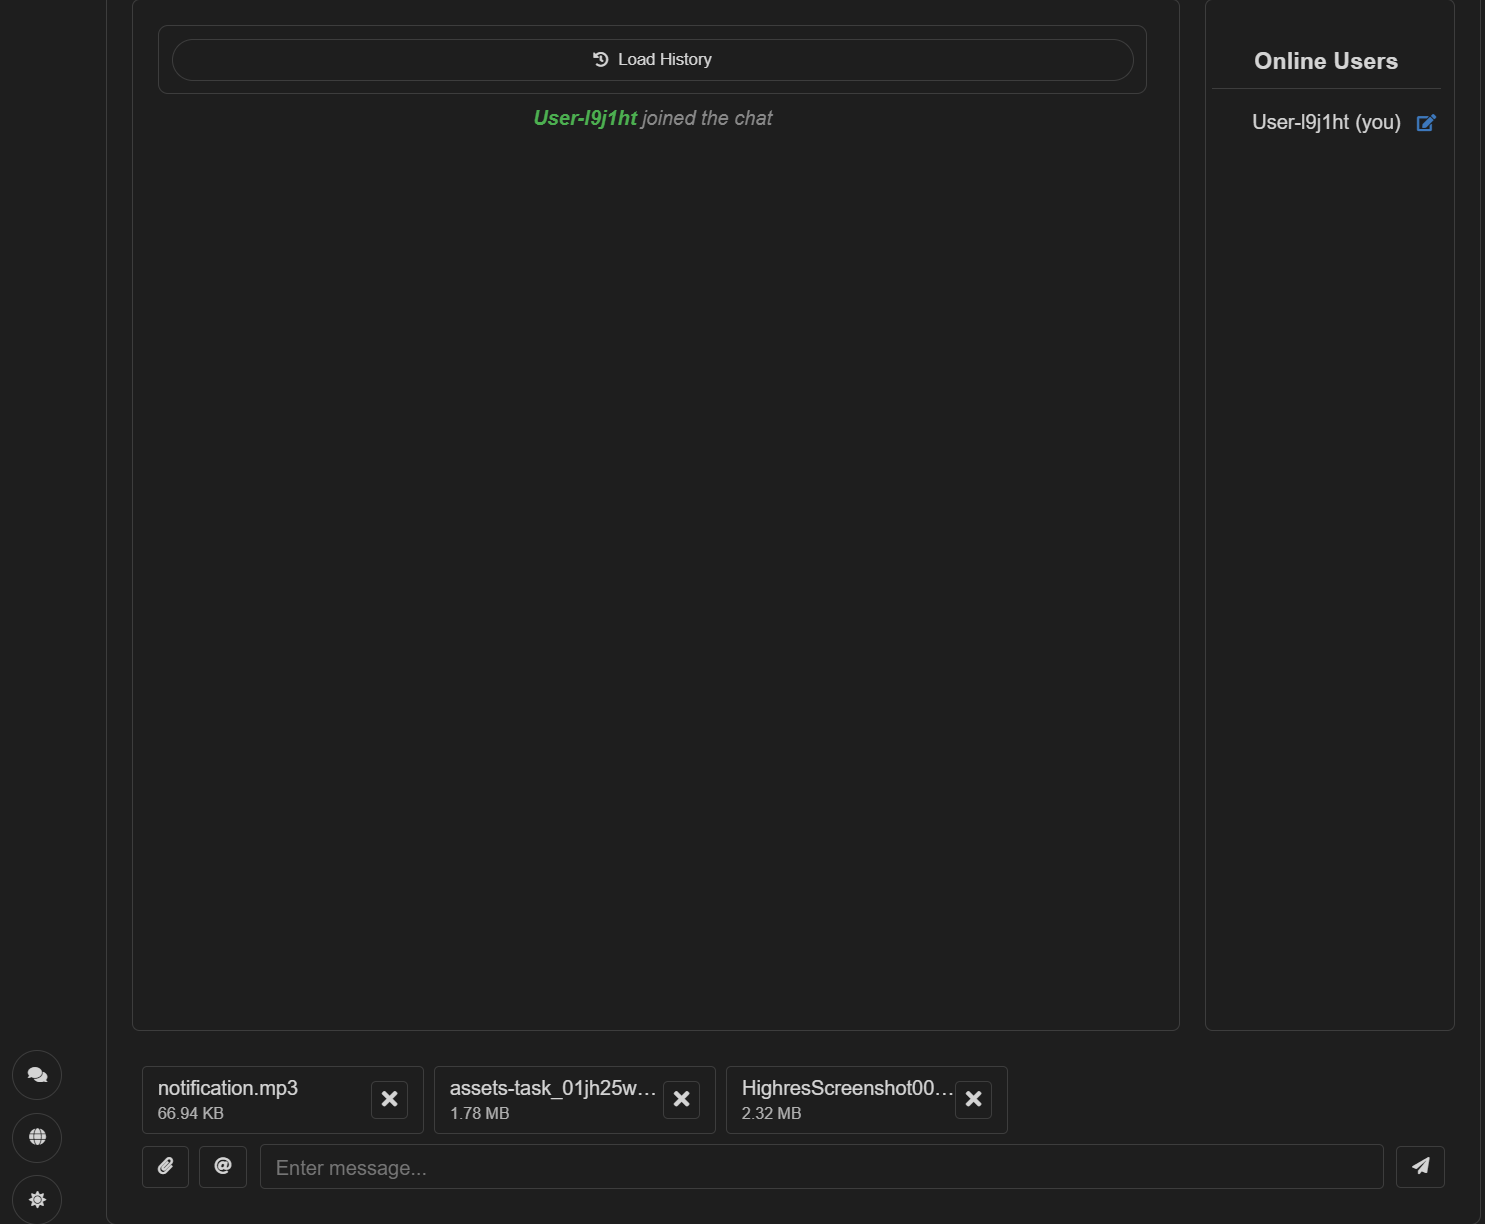 Load History
User-l9j1ht joined the chat
Online Users
User-l9j1ht (you)
notification.mp3
66.94 KB
assets-task_01jh25w...
1.78 MB
HighresScreenshot00...
2.32 MB
@
Enter message...